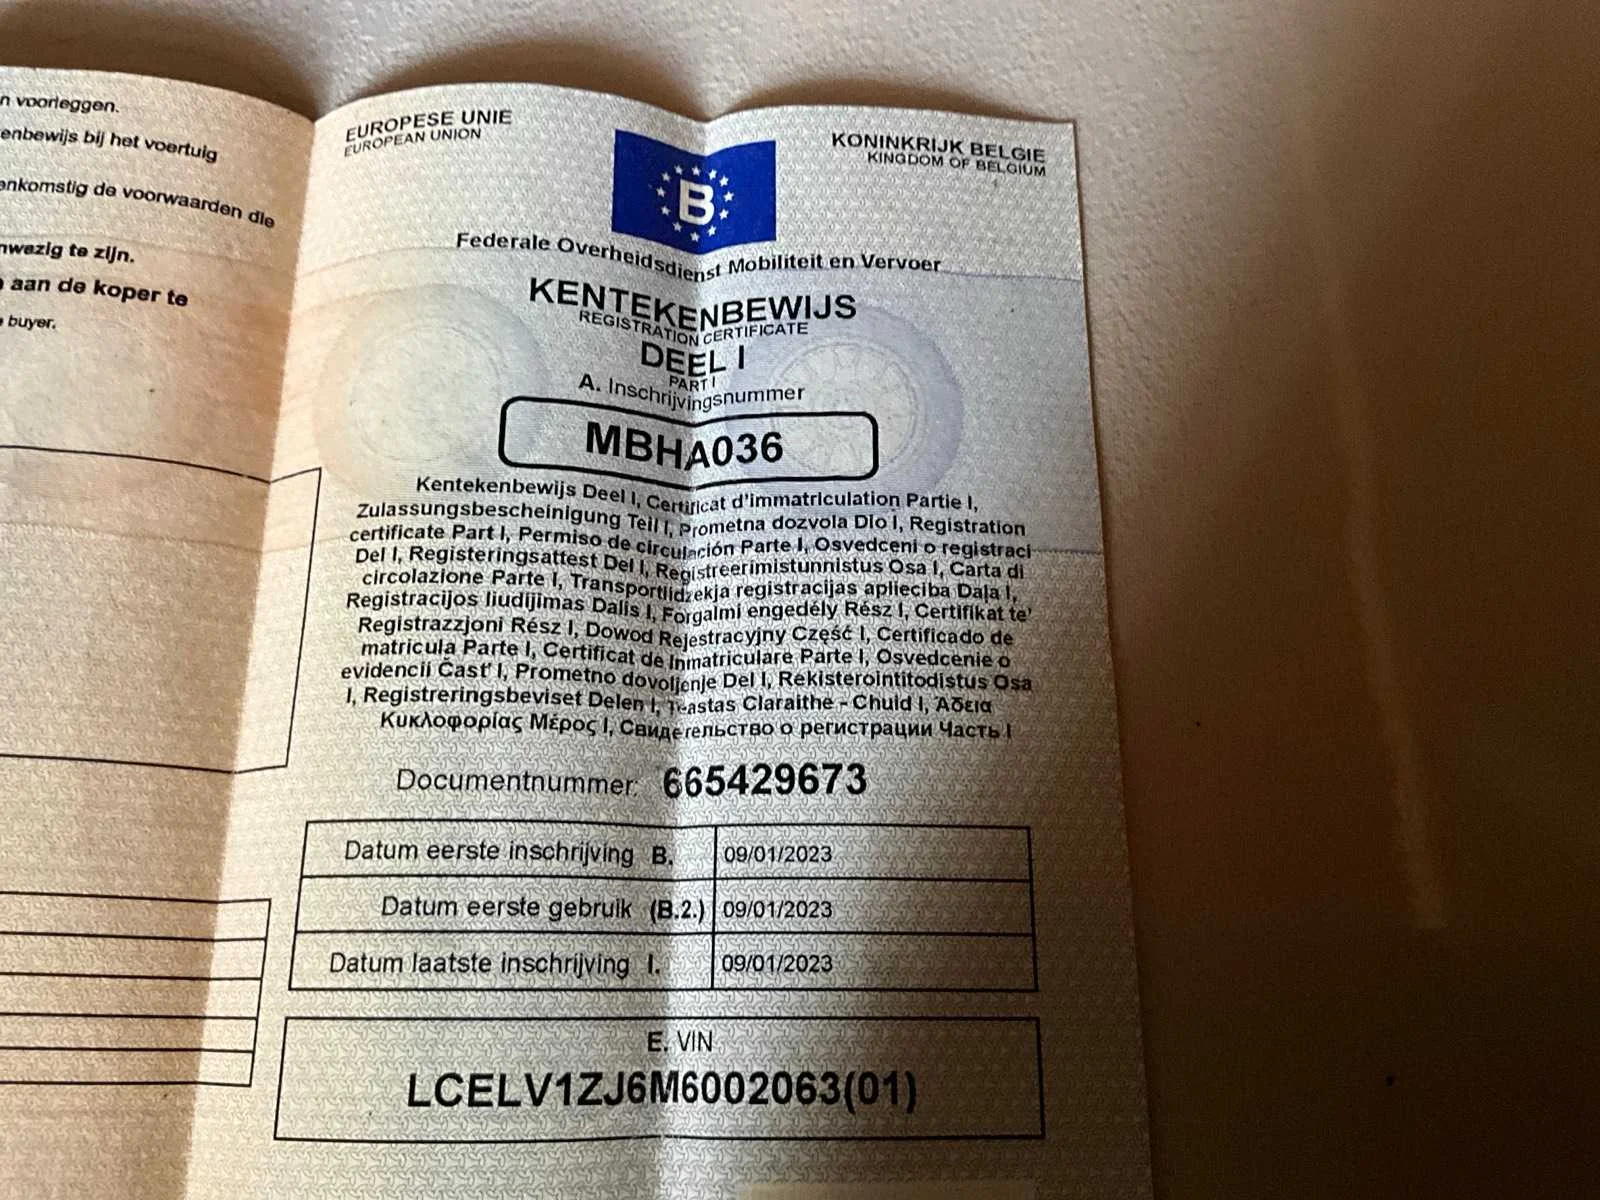 n voorleggen.
enbewijs bij het voertuig
ankomstig de voorwaarden die
nwezig te zijn.
aan de koper te
buyer.
EUROPESE UNIE
EUROPEAN UNION
B
KONINKRIJK BELGIE
KINGDOM OF BELGIUM
Federale Overheidsdienst Mobiliteit en Vervoer
KENTEKENBEWIJS
REGISTRATION CERTIFICATE
DEEL I
PART I
A. Inschrijvingsnummer
MBHA036
Kentekenbewijs Deel I, Certificat d'immatriculation Partie I,
Zulassungsbescheinigung Teil I, Prometna dozvola Dio I, Registration
certificate Part I, Permiso de circulación Parte I, Osvedceni o registraci
Del I, Registeringsattest Del I, Registreerimistunnistus Osa I, Carta di
circolazione Parte I, Transportlidzekja registracijas aplieciba Daļa I,
Registracijos liudijimas Dalis I, Forgalmi engedély Rész I, Certifikat te'
Registrazzjoni Rész I, Dowod Rejestracyjny Część I, Certificado de
matricula Parte I, Certificat de Inmatriculare Parte I, Osvedcenie o
evidencii Čast' I, Prometno dovoljenje Del I, Rekisterointitodistus Osa
I, Registreringsbeviset Delen I, Teastas Claraithe - Chuid I, Άδεια
Κυκλοφορίας Μέρος I, Свидетельство о регистрации Часть I
Documentnummer: 665429673
Datum eerste inschrijving B. 09/01/2023
Datum eerste gebruik (B.2.) 09/01/2023
Datum laatste inschrijving I. 09/01/2023
E. VIN
LCELV1ZJ6M6002063(01)